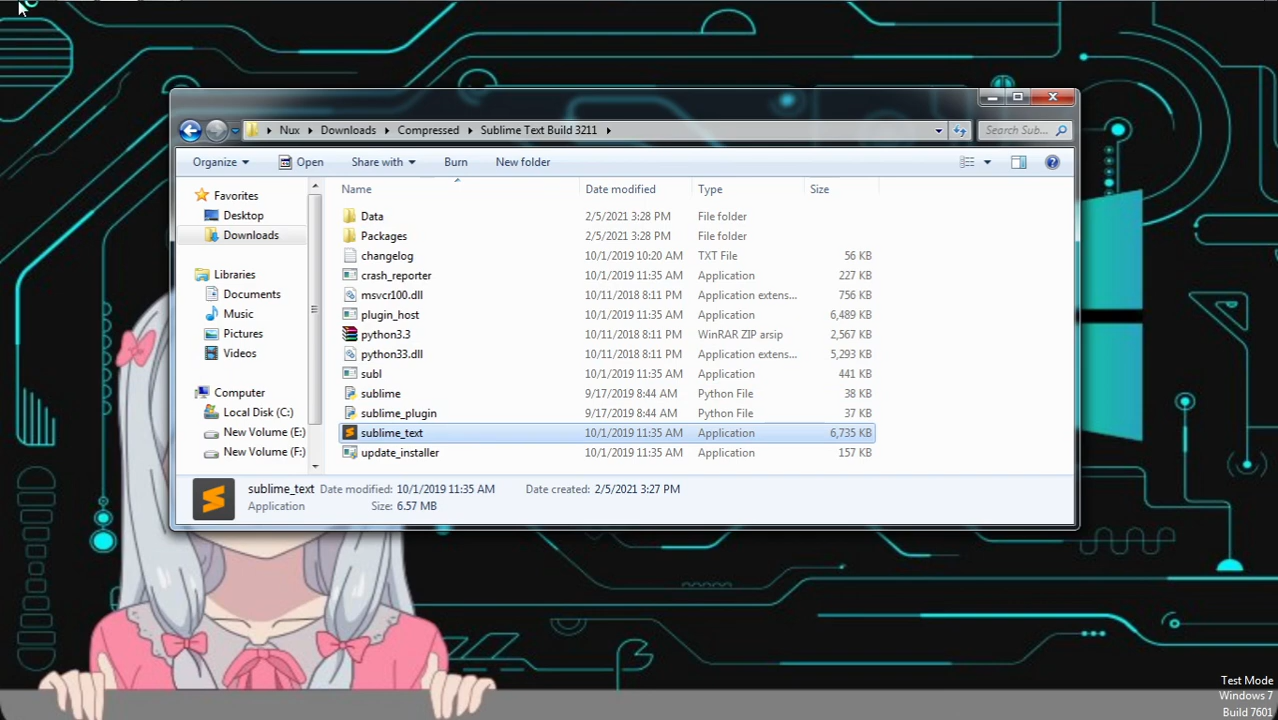 Nux Downloads Compressed Sublime Text Build 3211 Search Sub...
Organize Open Share with Burn New folder
Name Date modified Type Size
Favorites
Desktop
Downloads
Libraries
Documents
Music
Pictures
Videos
Computer
Local Disk (C:)
New Volume (E:)
New Volume (F:)
Data 2/5/2021 3:28 PM File folder
Packages 2/5/2021 3:28 PM File folder
changelog 10/1/2019 10:20 AM TXT File 56 KB
crash_reporter 10/1/2019 11:35 AM Application 227 KB
msvcr100.dll 10/11/2018 8:11 PM Application extens... 756 KB
plugin_host 10/1/2019 11:35 AM Application 6,489 KB
python3.3 10/11/2018 8:11 PM WinRAR ZIP arsip 2,567 KB
python33.dll 10/11/2018 8:11 PM Application extens... 5,293 KB
subl 10/1/2019 11:35 AM Application 441 KB
sublime 9/17/2019 8:44 AM Python File 38 KB
sublime_plugin 9/17/2019 8:44 AM Python File 37 KB
sublime_text 10/1/2019 11:35 AM Application 6,735 KB
update_installer 10/1/2019 11:35 AM Application 157 KB
sublime_text Date modified: 10/1/2019 11:35 AM Date created: 2/5/2021 3:27 PM
Application Size: 6.57 MB
Test Mode
Windows 7
Build 7601